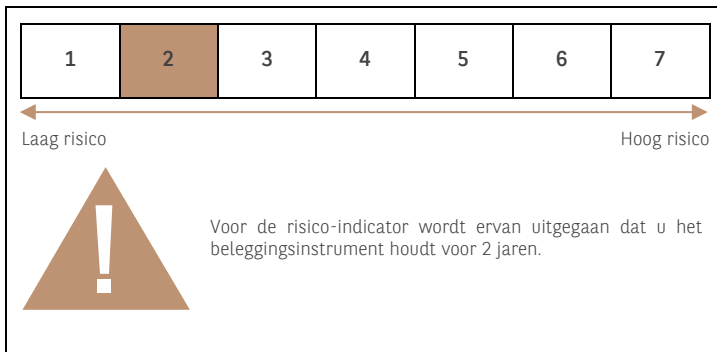 1 2 3 4 5 6 7
Laag risico Hoog risico
!
Voor de risico-indicator wordt ervan uitgegaan dat u het
beleggingsinstrument houdt voor 2 jaren.